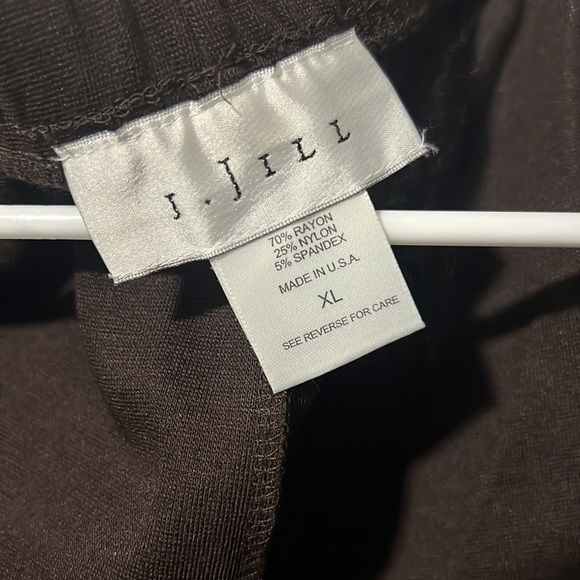 J.JILL
70% RAYON
25% NYLON
5% SPANDEX
MADE IN U.S.A.
XL
SEE REVERSE FOR CARE